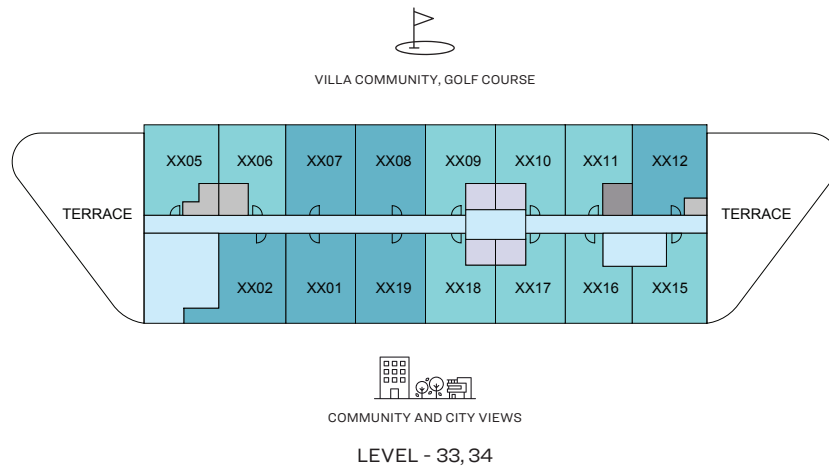 VILLA COMMUNITY, GOLF COURSE
XX05 XX06 XX07 XX08 XX09 XX10 XX11 XX12
TERRACE TERRACE
XX02 XX01 XX19 XX18 XX17 XX16 XX15
COMMUNITY AND CITY VIEWS
LEVEL - 33, 34